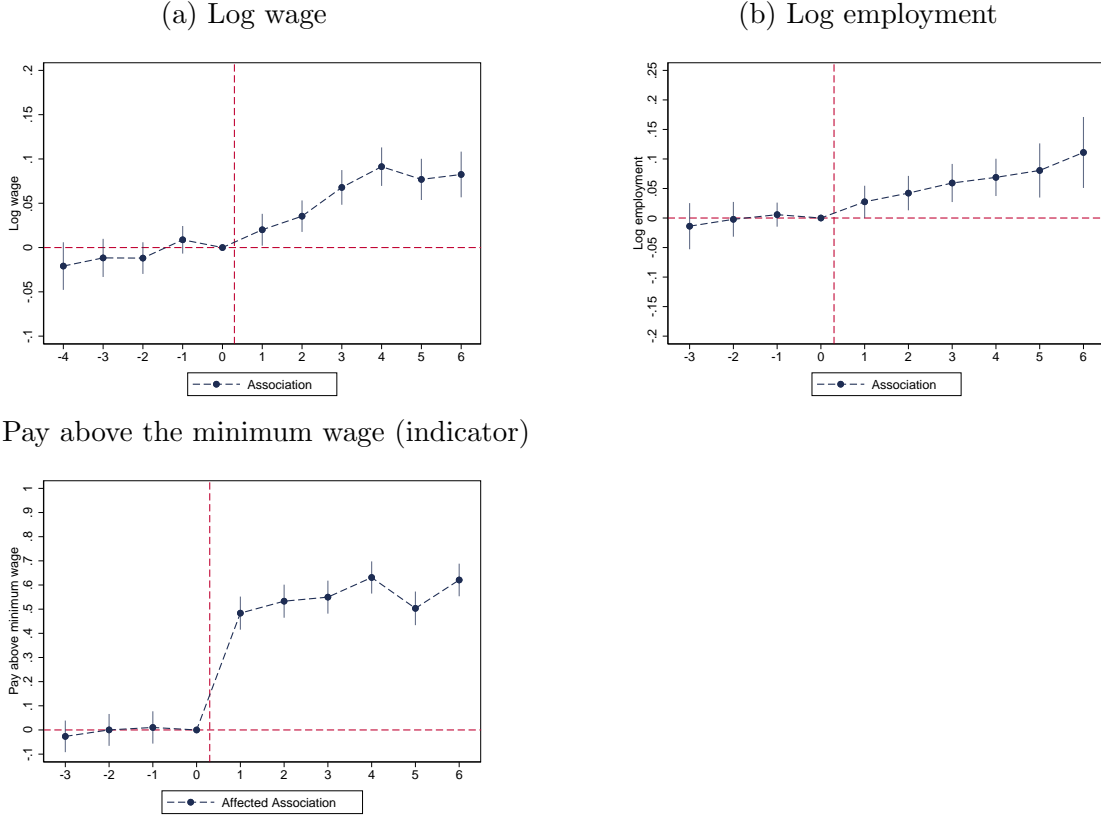 (a) Log wage
Log wage
.2
.15
.1
.05
0
-.05
-.1
-4 -3 -2 -1 0 1 2 3 4 5 6
Association
(b) Log employment
Log employment
.25
.2
.15
.1
.05
0
-.05
-.1
-.15
-.2
-3 -2 -1 0 1 2 3 4 5 6
Association
Pay above the minimum wage (indicator)
Pay above minimum wage
1
.9
.8
.7
.6
.5
.4
.3
.2
.1
0
-.1
-3 -2 -1 0 1 2 3 4 5 6
Affected Association